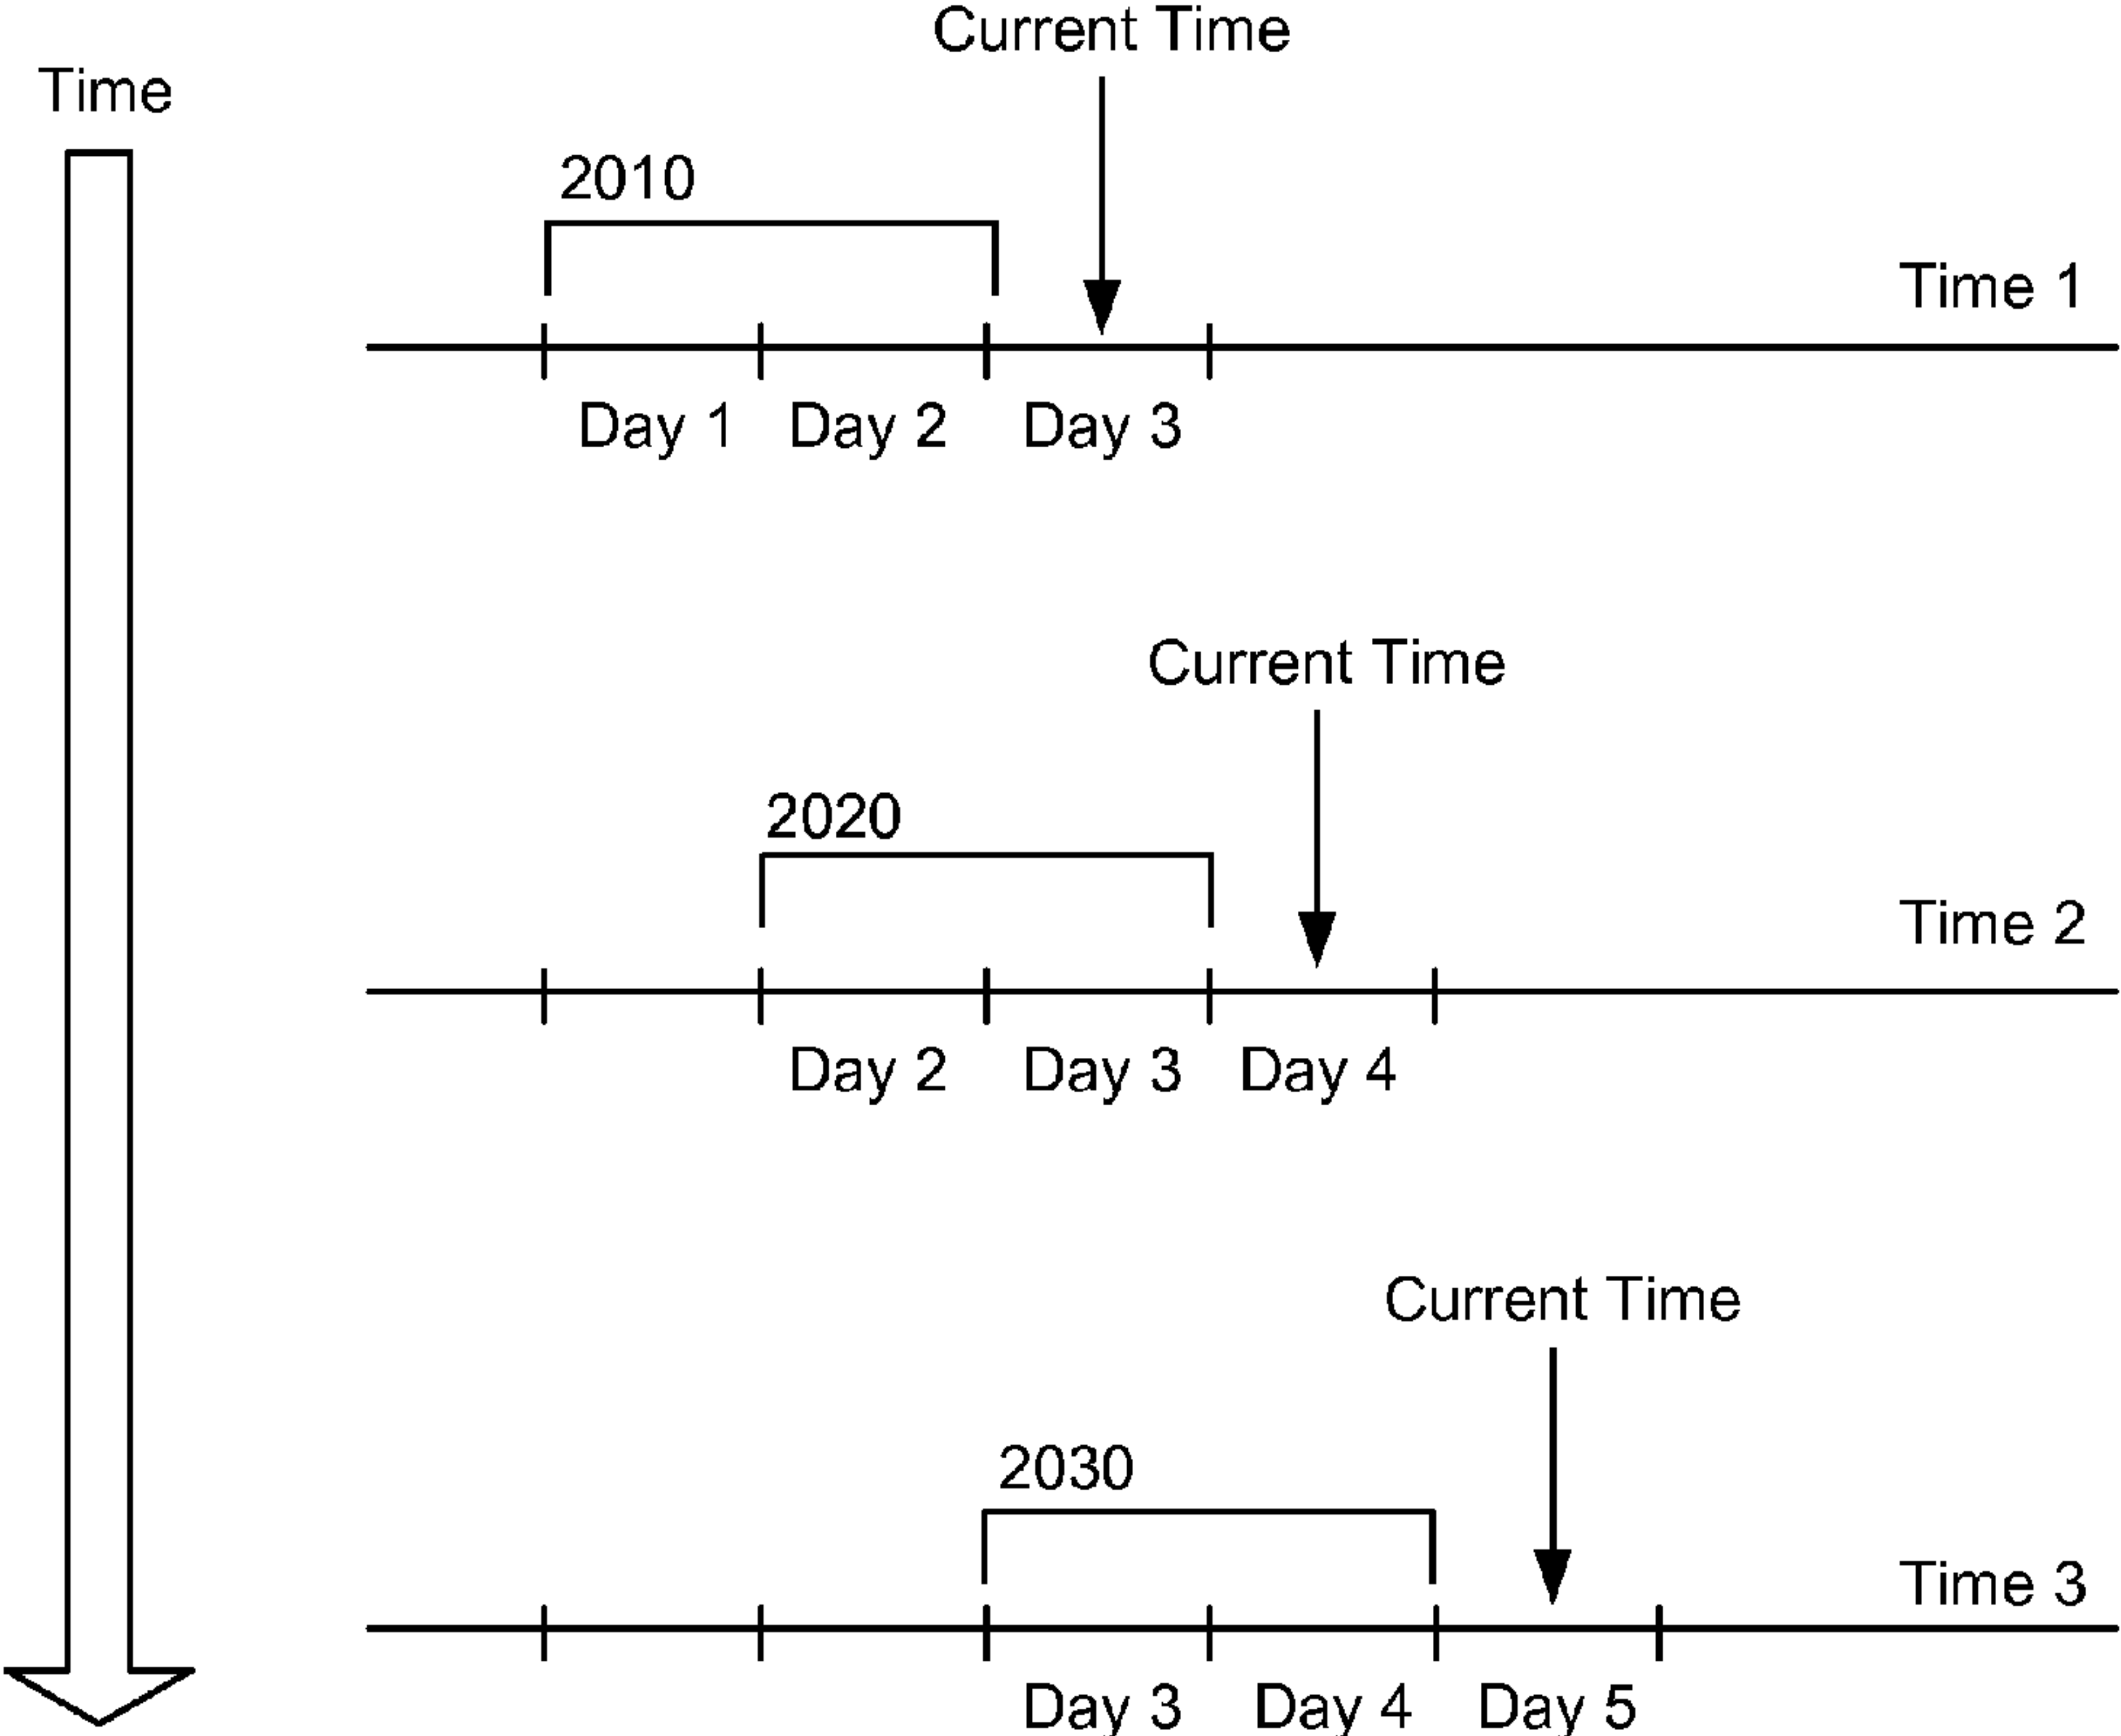 Current Time
Time
2010
Time 1
Day 1 Day 2 Day 3
Current Time
2020
Time 2
Day 2 Day 3 Day 4
Current Time
2030
Time 3
Day 3 Day 4 Day 5